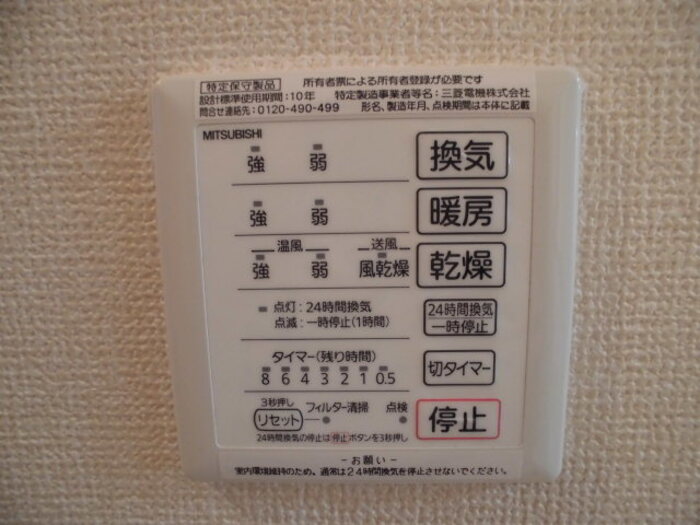 特定保守製品 所有者票による所有者登録が必要です
設計標準使用期間：10年 特定製造事業者等名：三菱電機株式会社
問合せ連絡先：0120-490-499 形名、製造年月、点検期間は本体に記載
MITSUBISHI
強 弱 換気
強 弱 暖房
温風 送風
強 弱 風乾燥 乾燥
点灯：24時間換気
点滅：一時停止(1時間)
24時間換気
一時停止
タイマー(残り時間)
8 6 4 3 2 1 0.5
切タイマー
3秒押し
リセット フィルター清掃 点検
停止
24時間換気の停止は停止ボタンを3秒押し
-お願い-
室内環境維持のため、通常は24時間換気を停止させないでください。